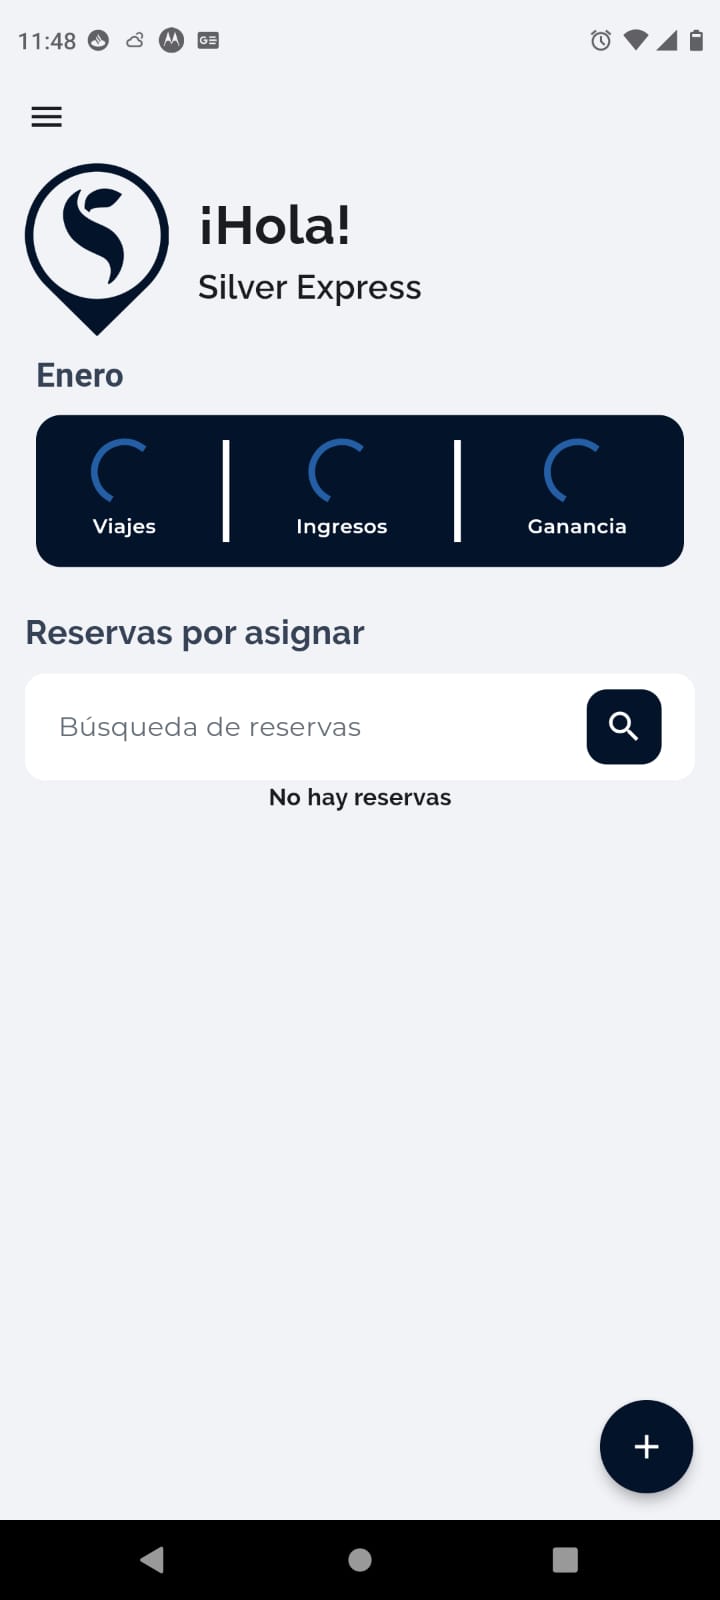 11:48
¡Hola!
Silver Express
Enero
Viajes
Ingresos
Ganancia
Reservas por asignar
Búsqueda de reservas
No hay reservas